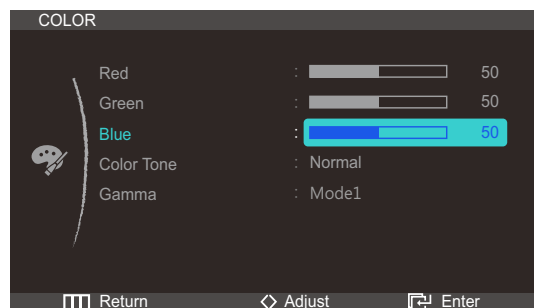 COLOR
Red : 50
Green : 50
Blue : 50
Color Tone : Normal
Gamma : Mode1
Return Adjust Enter